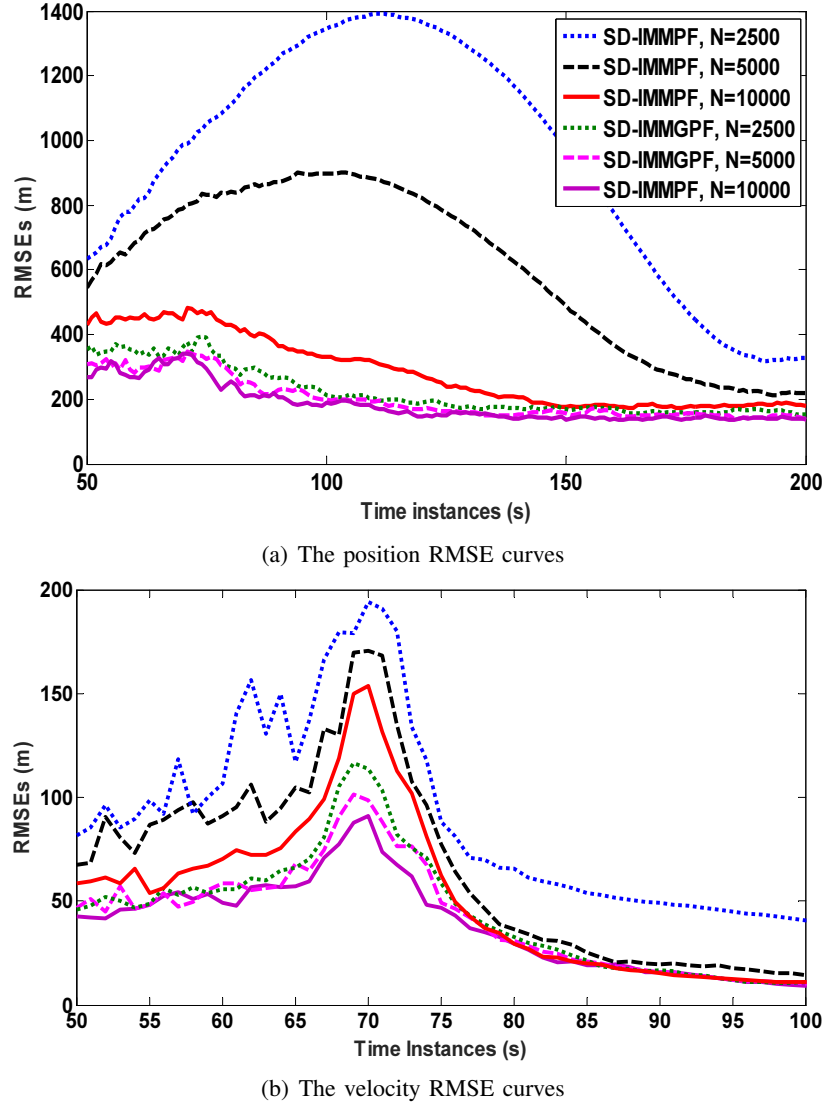 1400
1200
1000
800
600
400
200
0
RMSEs (m)
SD-IMMPF, N=2500
SD-IMMPF, N=5000
SD-IMMPF, N=10000
SD-IMMGPF, N=2500
SD-IMMGPF, N=5000
SD-IMMPF, N=10000
50 100 150 200
Time instances (s)
(a) The position RMSE curves
200
150
100
50
0
RMSEs (m)
50 55 60 65 70 75 80 85 90 95 100
Time Instances (s)
(b) The velocity RMSE curves